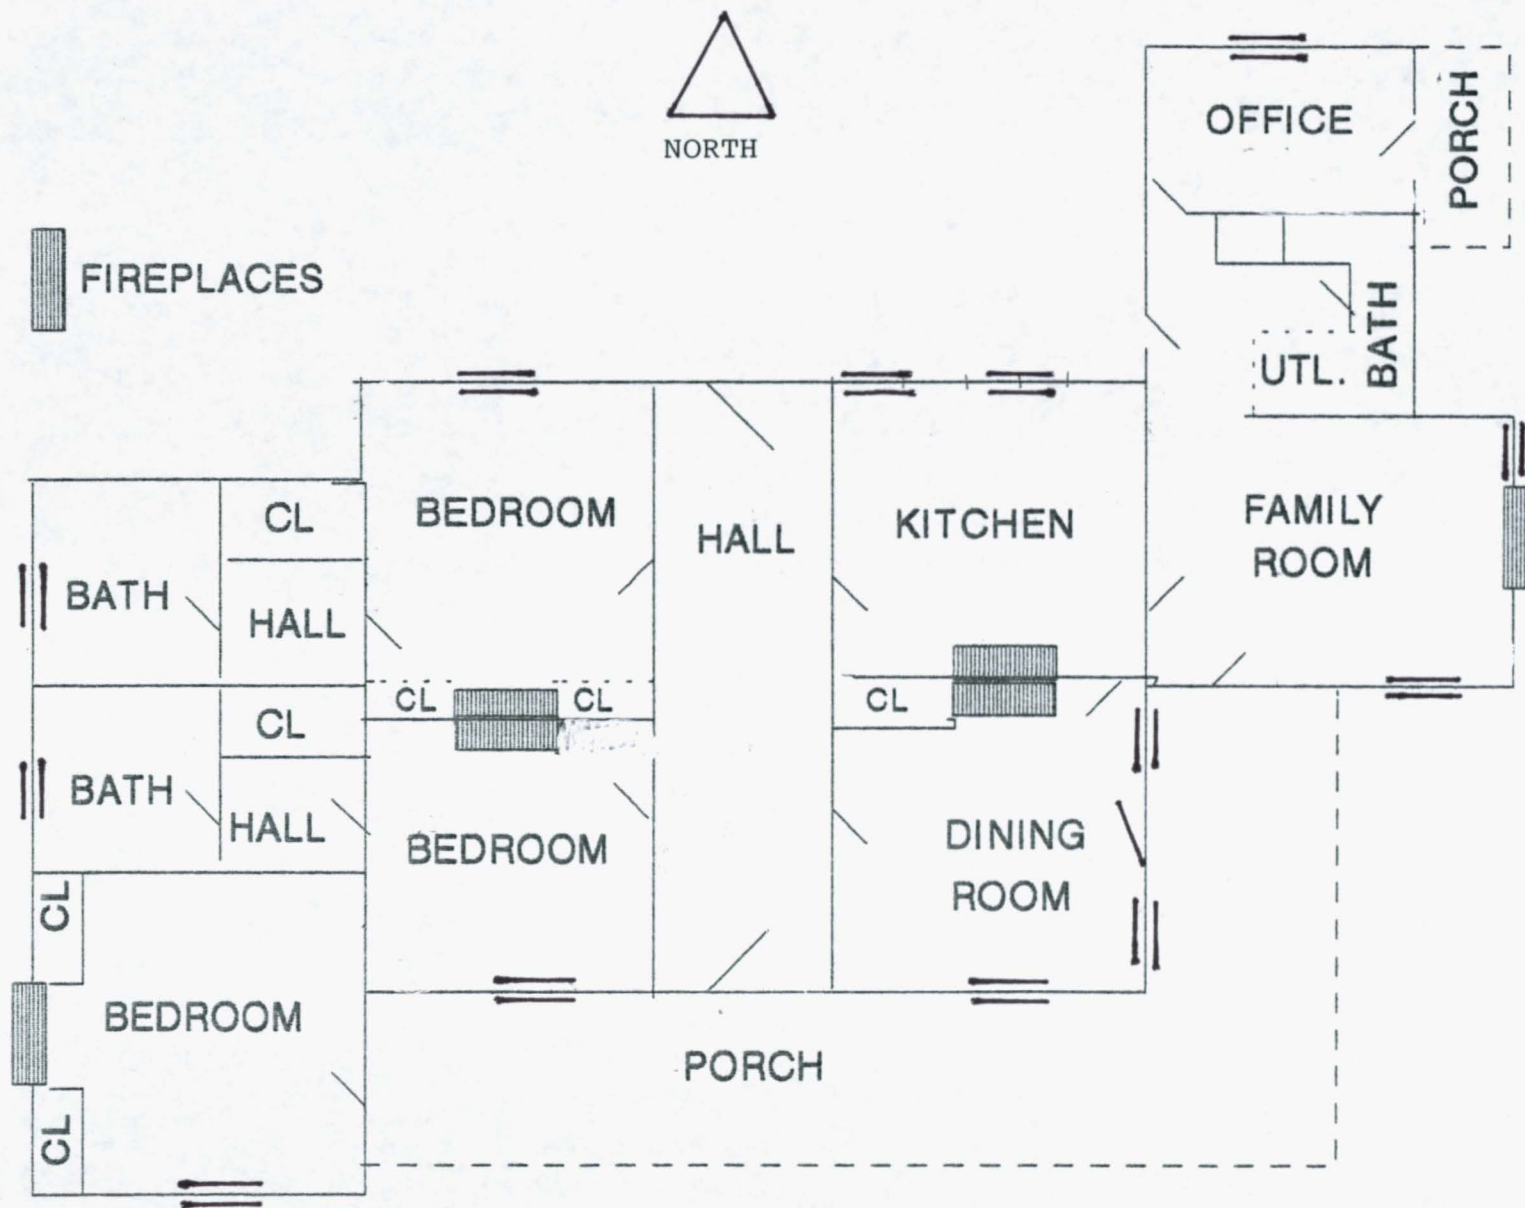 NORTH
OFFICE
PORCH
FIREPLACES
BATH
UTL.
CL
BEDROOM
HALL
KITCHEN
FAMILY
ROOM
BATH
HALL
CL
CL
CL
CL
BATH
HALL
BEDROOM
DINING
ROOM
CL
BEDROOM
PORCH
CL